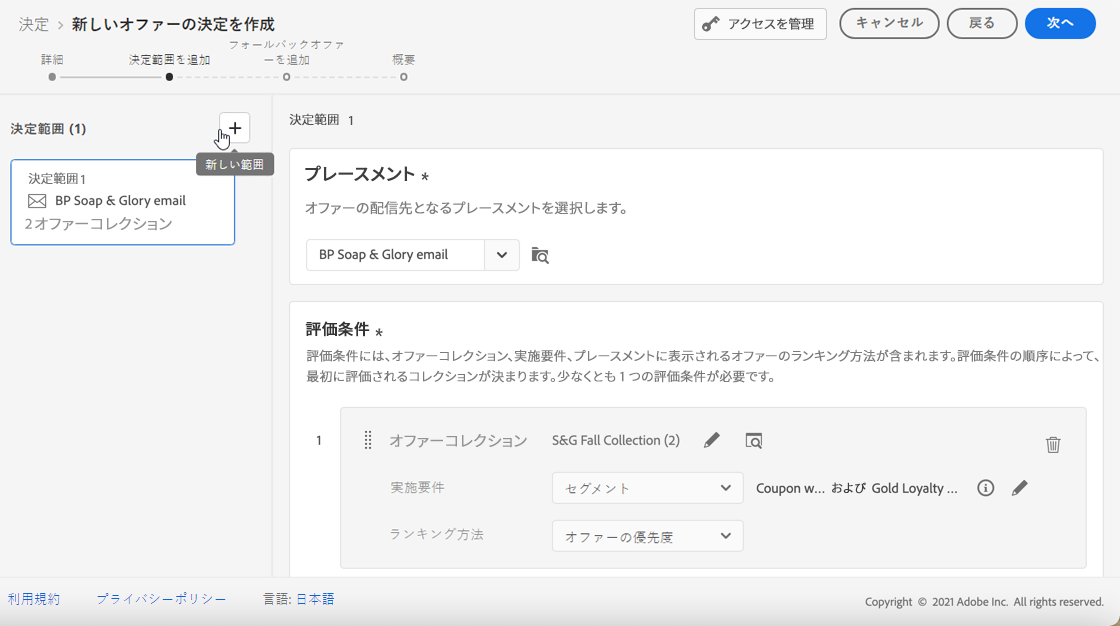 決定 > 新しいオファーの決定を作成
アクセスを管理
キャンセル
戻る
次へ
詳細
決定範囲を追加
フォールバックオファーを追加
概要
決定範囲 (1)
+
新しい範囲
決定範囲1
BP Soap & Glory email
2オファーコレクション
決定範囲 1
プレースメント *
オファーの配信先となるプレースメントを選択します。
BP Soap & Glory email
評価条件 *
評価条件には、オファーコレクション、実施要件、プレースメントに表示されるオファーのランキング方法が含まれます。評価条件の順序によって、
最初に評価されるコレクションが決まります。少なくとも1つの評価条件が必要です。
1
オファーコレクション
S&G Fall Collection (2)
実施要件
セグメント
Coupon w... および Gold Loyalty ...
ランキング方法
オファーの優先度
利用規約
プライバシーポリシー
言語: 日本語
Copyright © 2021 Adobe Inc. All rights reserved.